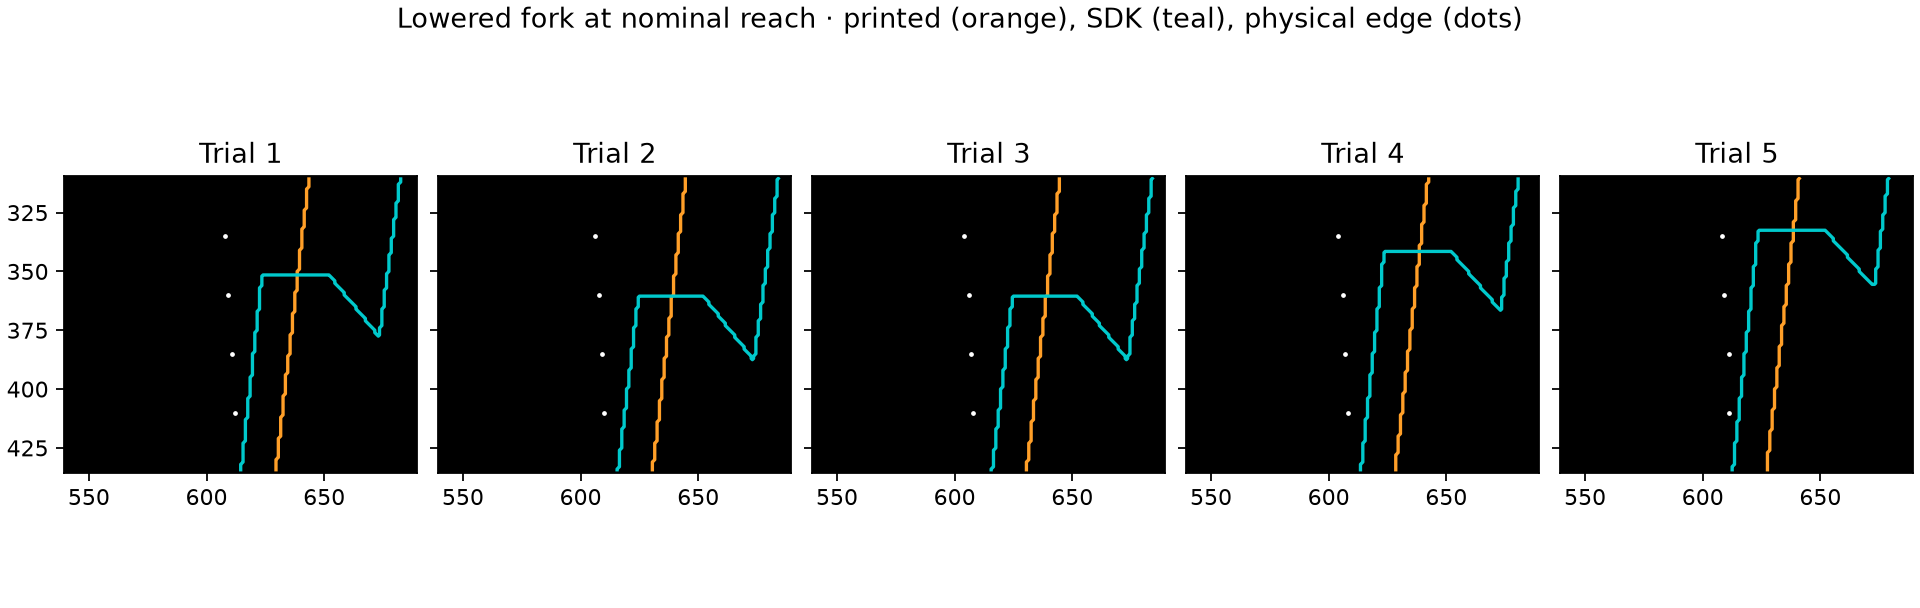 Lowered fork at nominal reach · printed (orange), SDK (teal), physical edge (dots)
Trial 1
Trial 2
Trial 3
Trial 4
Trial 5
325
350
375
400
425
550 600 650
550 600 650
550 600 650
550 600 650
550 600 650